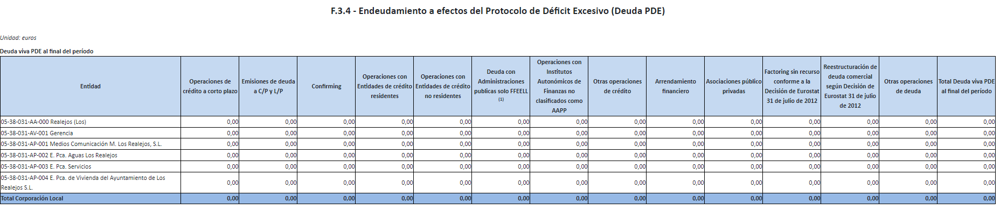 F.3.4 - Endeudamiento a efectos del Protocolo de Déficit Excesivo (Deuda PDE)
Unidad: euros
Deuda viva PDE al final del período
Entidad
Operaciones de
crédito a corto plazo
Emisiones de deuda
a C/P y L/P
Confirming
Operaciones con
Entidades de crédito
residentes
Operaciones con
Entidades de crédito
no residentes
Deuda con
Administraciones
publicas solo FFEELL
(1)
Operaciones con
Institutos
Autonómicos de
Finanzas no
clasificados como
AAPP
Otras operaciones
de crédito
Arrendamiento
financiero
Asociaciones público
privadas
Factoring sin recurso
conforme a la
Decisión de Eurostat
31 de julio de 2012
Reestructuración de
deuda comercial
según Decisión de
Eurostat 31 de julio
de 2012
Otras operaciones
de deuda
Total Deuda viva PDE
al final del período
05-38-031-AA-000 Realejos (Los) 0,00 0,00 0,00 0,00 0,00 0,00 0,00 0,00 0,00 0,00 0,00 0,00 0,00 0,00
05-38-031-AV-001 Gerencia 0,00 0,00 0,00 0,00 0,00 0,00 0,00 0,00 0,00 0,00 0,00 0,00 0,00 0,00
05-38-031-AP-001 Medios Comunicación M. Los Realejos, S.L. 0,00 0,00 0,00 0,00 0,00 0,00 0,00 0,00 0,00 0,00 0,00 0,00 0,00 0,00
05-38-031-AP-002 E. Pca. Aguas Los Realejos 0,00 0,00 0,00 0,00 0,00 0,00 0,00 0,00 0,00 0,00 0,00 0,00 0,00 0,00
05-38-031-AP-003 E. Pca. Servicios 0,00 0,00 0,00 0,00 0,00 0,00 0,00 0,00 0,00 0,00 0,00 0,00 0,00 0,00
05-38-031-AP-004 E. Pca. de Vivienda del Ayuntamiento de Los
Realejos S.L. 0,00 0,00 0,00 0,00 0,00 0,00 0,00 0,00 0,00 0,00 0,00 0,00 0,00 0,00
Total Corporación Local 0,00 0,00 0,00 0,00 0,00 0,00 0,00 0,00 0,00 0,00 0,00 0,00 0,00 0,00